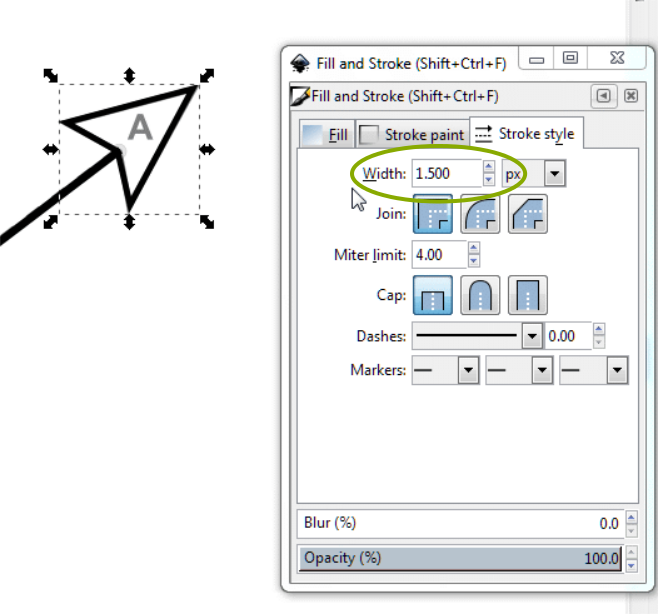 A
Fill and Stroke (Shift+Ctrl+F)
Fill and Stroke (Shift+Ctrl+F)
Fill
Stroke paint
Stroke style
Width: 1.500 px
Join:
Miter limit: 4.00
Cap:
Dashes: 0.00
Markers:
Blur (%) 0.0
Opacity (%) 100.0